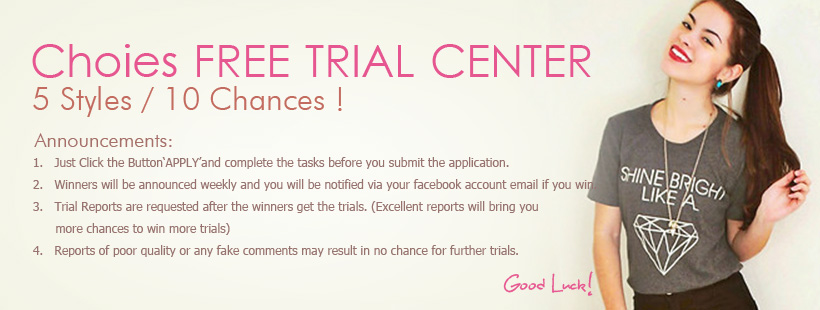 Choies FREE TRIAL CENTER
5 Styles / 10 Chances !
Announcements:
1. Just Click the Button'APPLY'and complete the tasks before you submit the application.
2. Winners will be announced weekly and you will be notified via your facebook account email if you win.
3. Trial Reports are requested after the winners get the trials. (Excellent reports will bring you
more chances to win more trials)
4. Reports of poor quality or any fake comments may result in no chance for further trials.
Good Luck!
SHINE BRIGHT
LIKE A